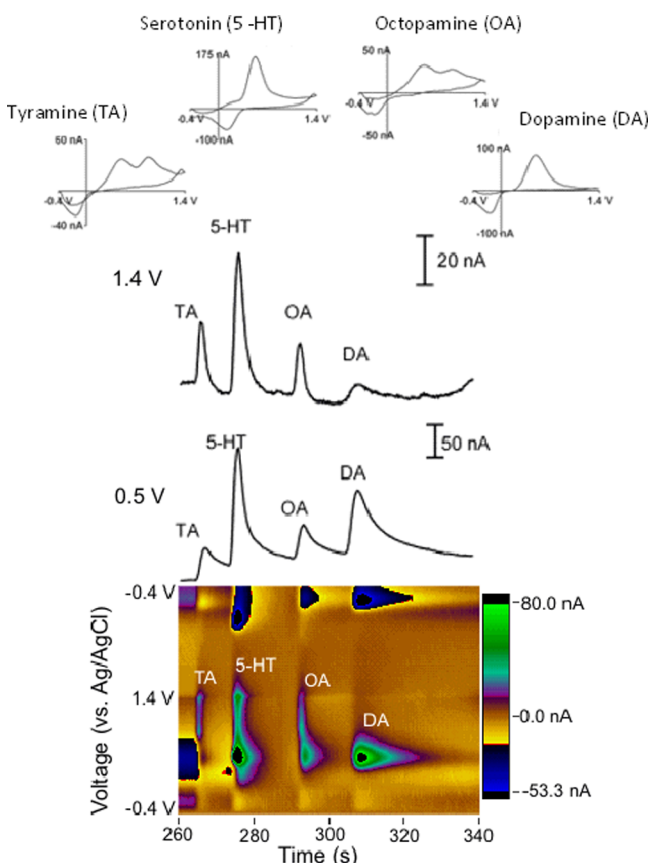 Serotonin (5 -HT)
Octopamine (OA)
175 nA
50 nA
Tyramine (TA)
-0.4 V
1.4 V
-0.4 V
1.4 V
Dopamine (DA)
50 nA
-100 nA
-50 nA
100 nA
-0.4 V
1.4 V
-0.4 V
1.4 V
-40 nA
-100 nA
5-HT
20 nA
1.4 V
TA
OA
DA
5-HT
50 nA
0.5 V
DA
OA
TA
-0.4 V
80.0 nA
TA
5-HT
OA
1.4 V
DA
0.0 nA
-53.3 nA
-0.4 V
Voltage (vs. Ag/AgCl)
260
280
300
320
340
Time (s)